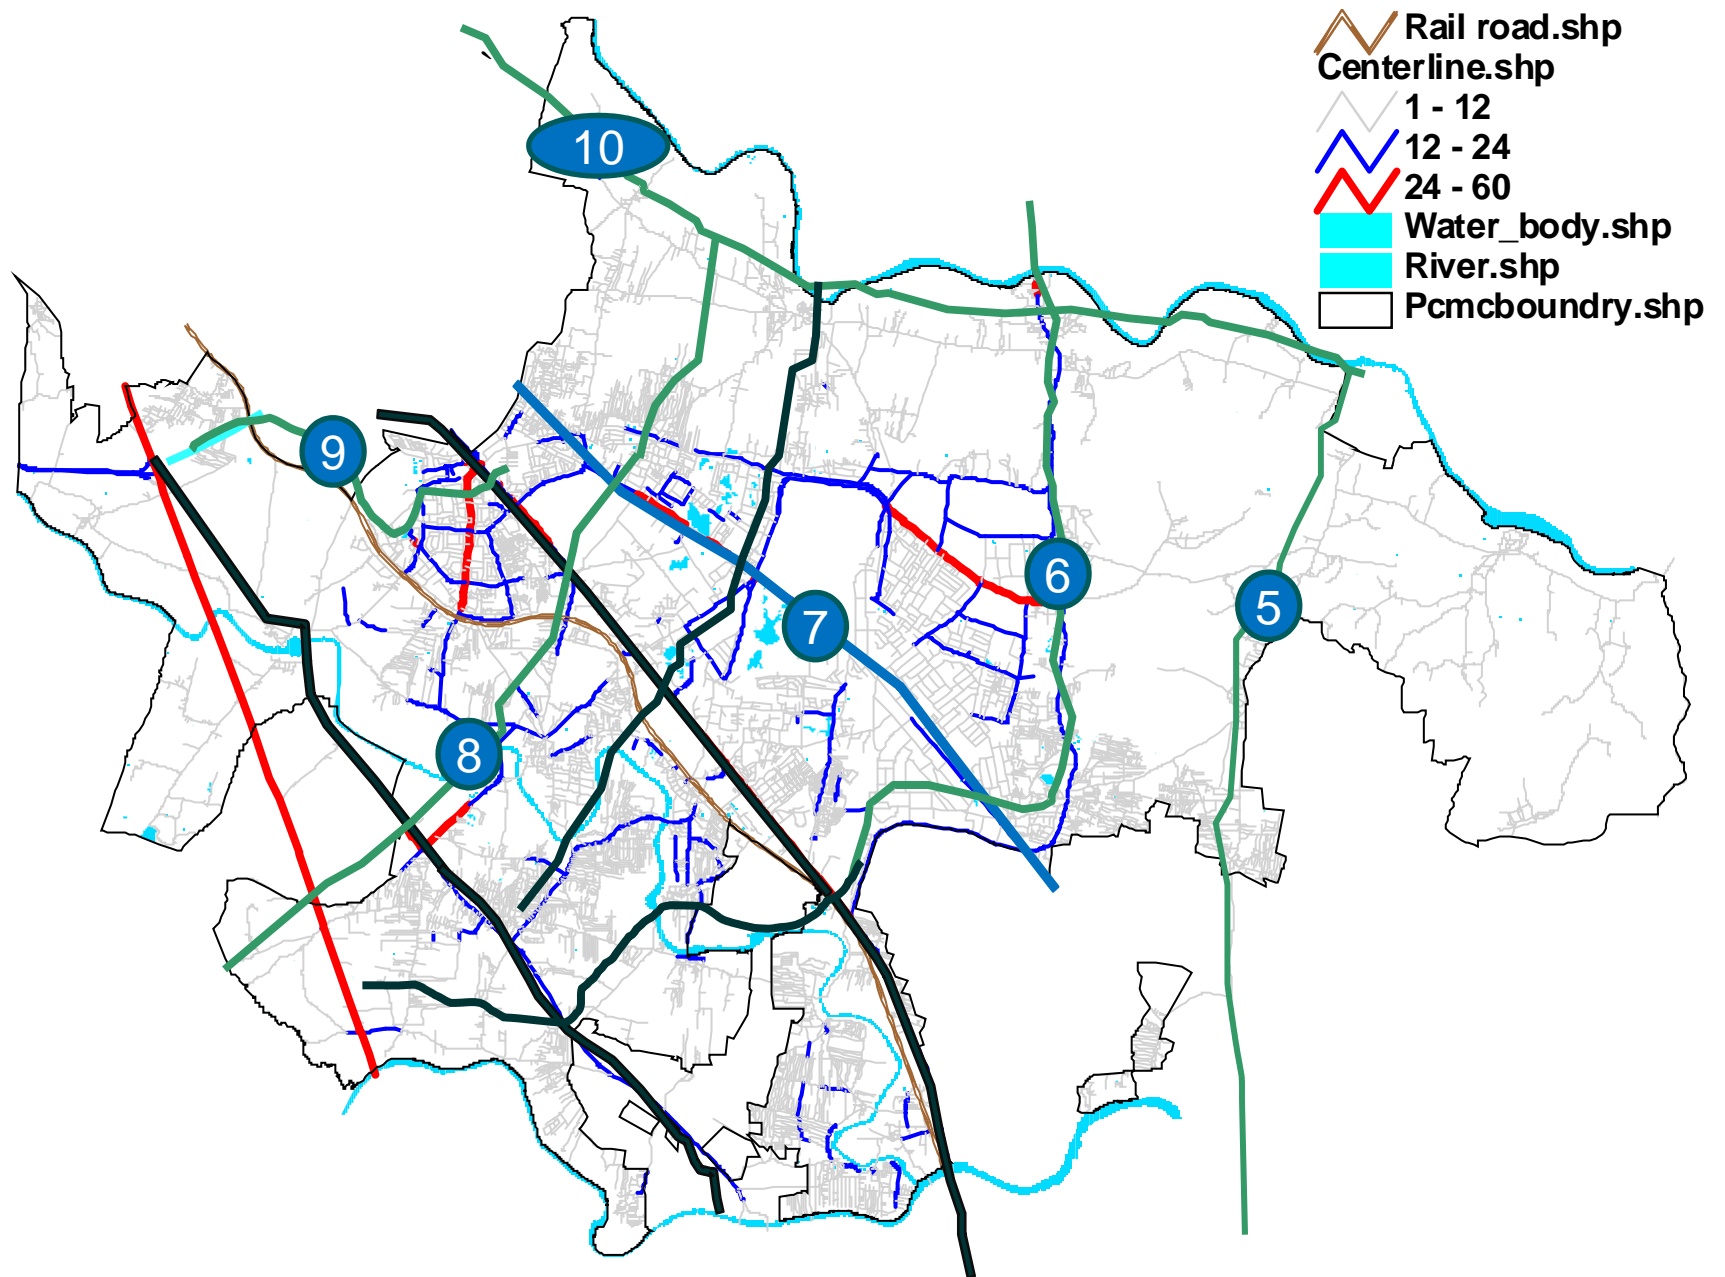 Rail road.shp
Centerline.shp
1 - 12
12 - 24
24 - 60
Water_body.shp
River.shp
Pcmcboundry.shp
10
9
6
5
7
8